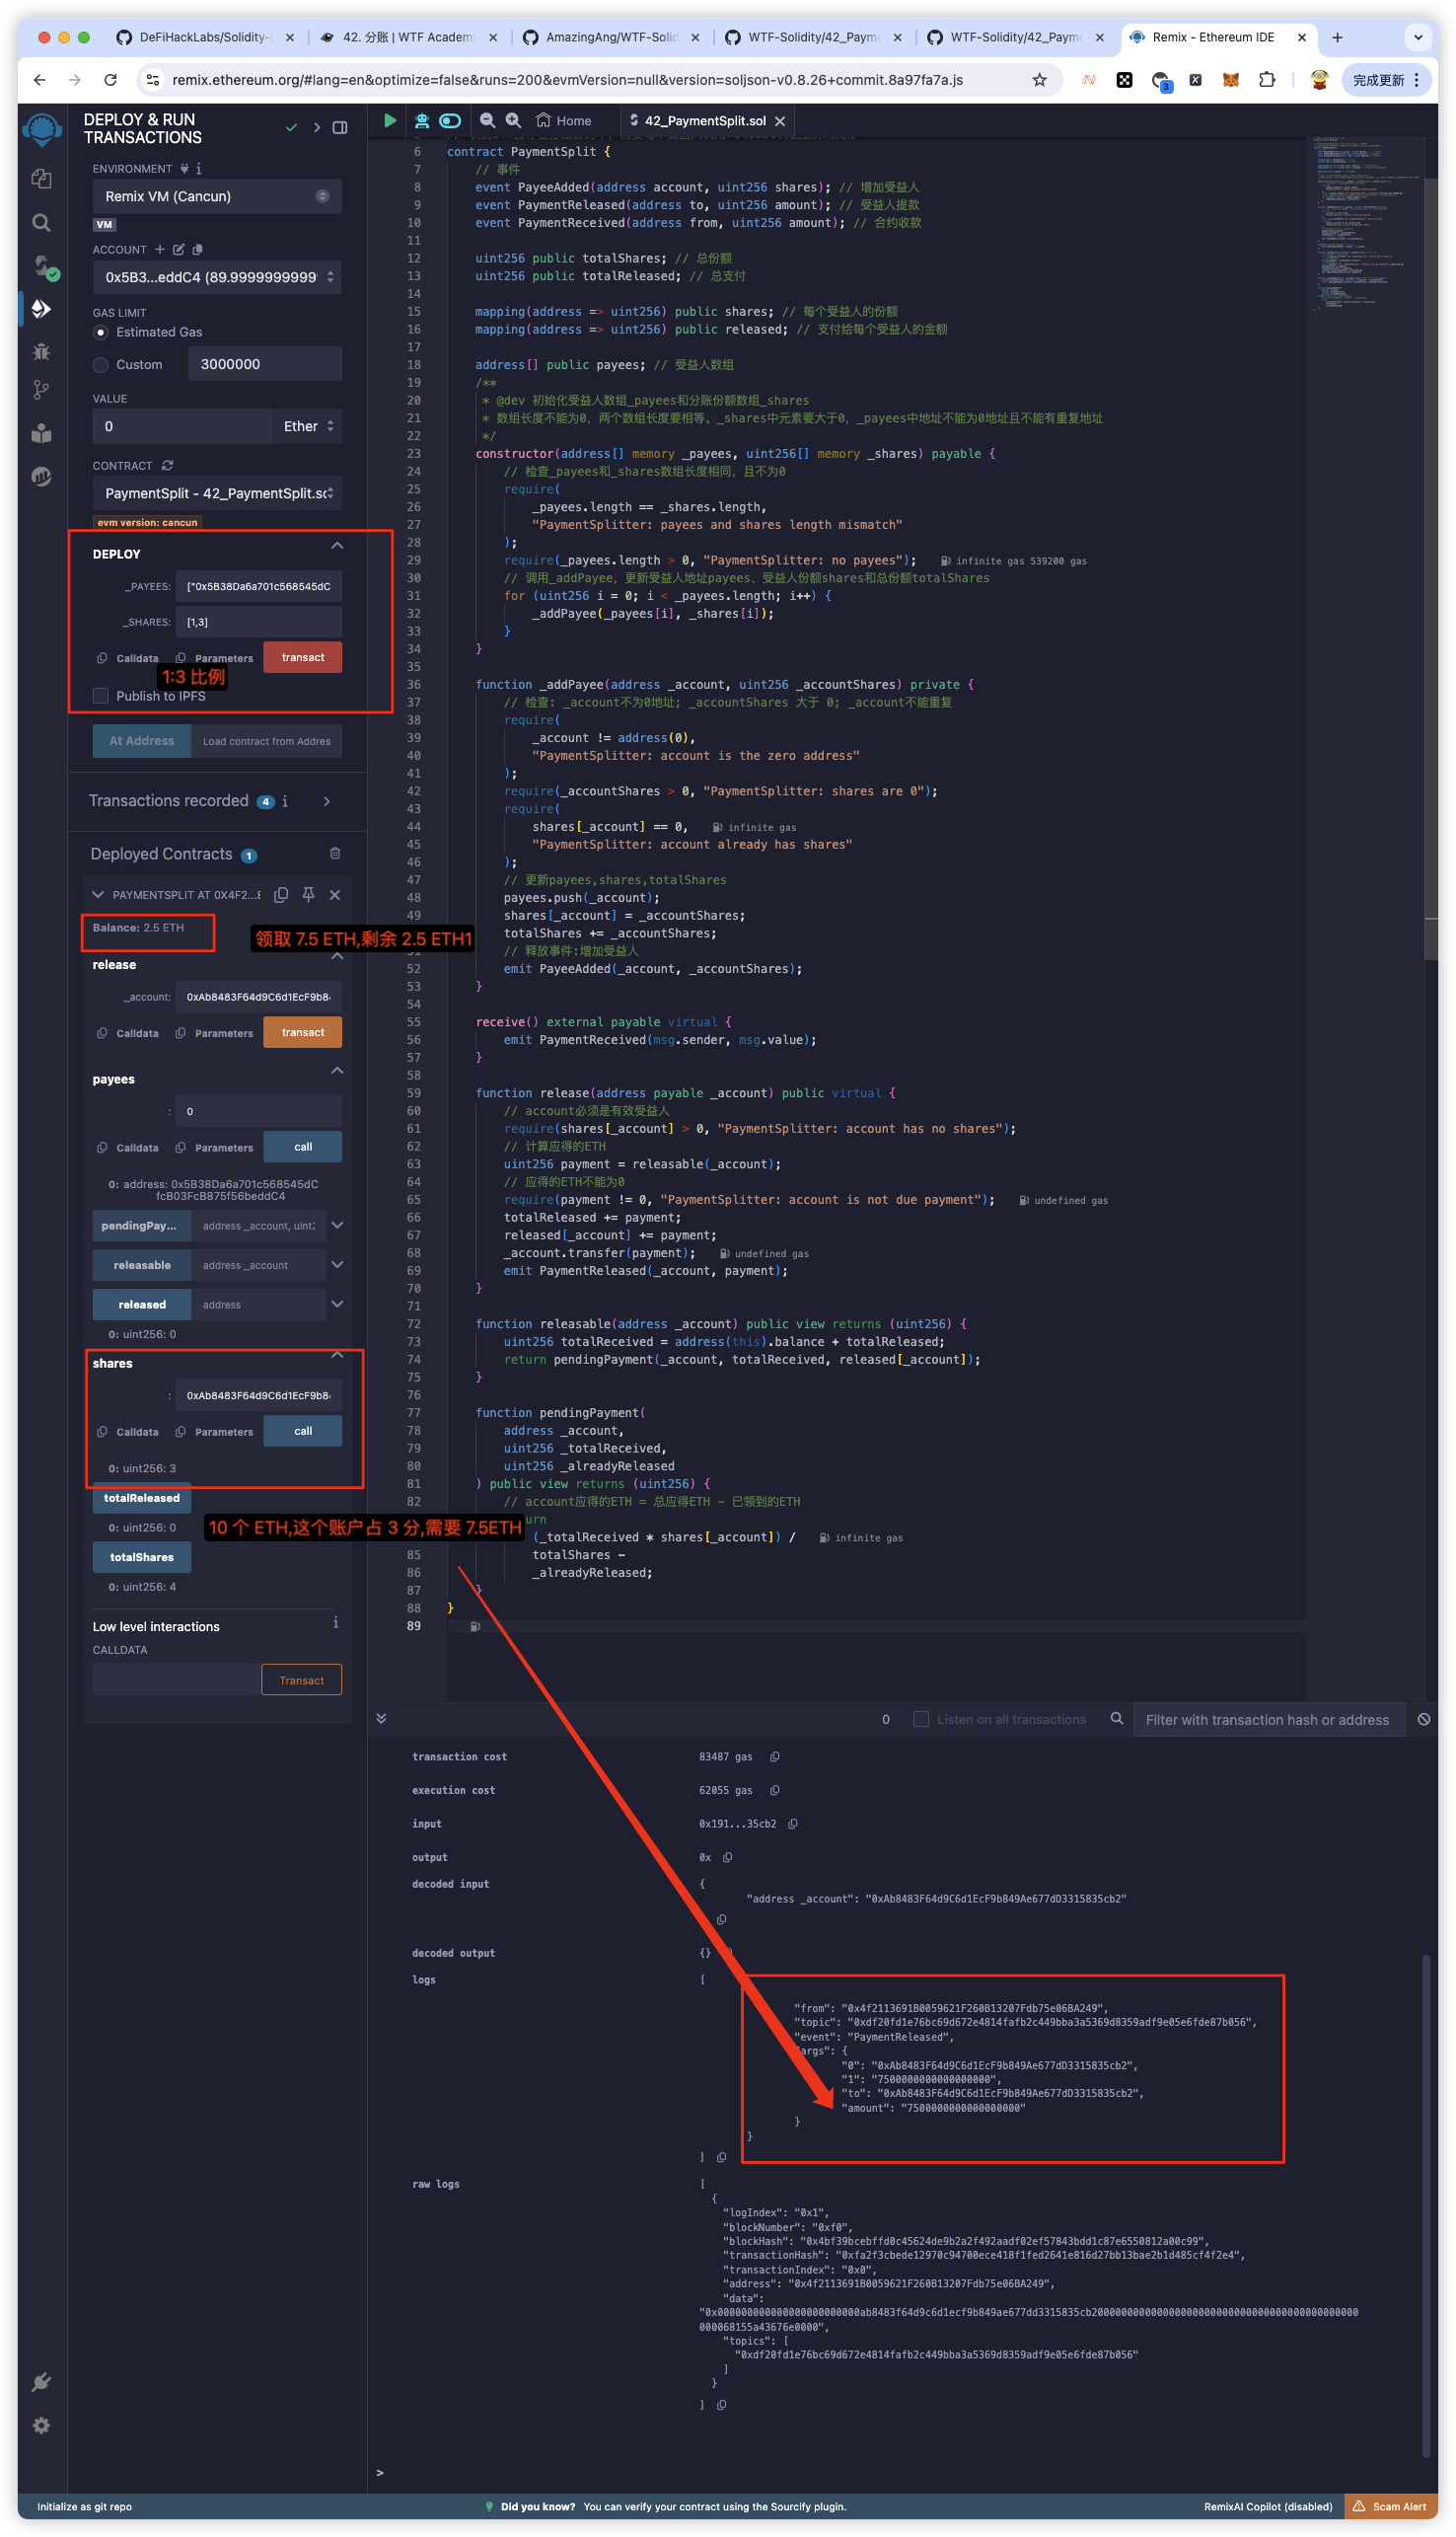 DeFiHackLabs/Solidity-
42. 分账 | WTF Academy
AmazingAng/WTF-Solid
WTF-Solidity/42_Payme
WTF-Solidity/42_Payme
Remix - Ethereum IDE
remix.ethereum.org/#lang=en&optimize=false&runs=200&evmVersion=null&version=soljson-v0.8.26+commit.8a97fa7a.js
3
完成更新
DEPLOY & RUN
TRANSACTIONS
ENVIRONMENT
Remix VM (Cancun)
VM
ACCOUNT
0x5B3...eddC4 (89.9999999999
GAS LIMIT
Estimated Gas
Custom
3000000
VALUE
0
Ether
CONTRACT
PaymentSplit - 42_PaymentSplit.so
evm version: cancun
DEPLOY
_PAYEES:
["0x5B38Da6a701c568545dC
_SHARES:
[1,3]
Calldata
Parameters
transact
1:3 比例
Publish to IPFS
At Address
Load contract from Addres
Transactions recorded 4 i
Deployed Contracts 1
PAYMENTSPLIT AT 0X4F2...E
Balance: 2.5 ETH
领取 7.5 ETH,剩余 2.5 ETH1
release
_account:
0xAb8483F64d9C6d1EcF9b8
Calldata
Parameters
transact
payees
:
0
Calldata
Parameters
call
0: address: 0x5B38Da6a701c568545dC
fcB03FcB875f56beddC4
pendingPay...
address _account, uint2
releasable
address _account
released
address
0: uint256: 0
shares
:
0xAb8483F64d9C6d1EcF9b8
Calldata
Parameters
call
0: uint256: 3
totalReleased
0: uint256: 0
10 个 ETH,这个账户占 3 分,需要 7.5ETH
totalShares
0: uint256: 4
Low level interactions
i
CALLDATA
Transact
Home
42_PaymentSplit.sol
6 contract PaymentSplit {
7 // 事件
8 event PayeeAdded(address account, uint256 shares); // 增加受益人
9 event PaymentReleased(address to, uint256 amount); // 受益人提款
10 event PaymentReceived(address from, uint256 amount); // 合约收款
11
12 uint256 public totalShares; // 总份额
13 uint256 public totalReleased; // 总支付
14
15 mapping(address => uint256) public shares; // 每个受益人的份额
16 mapping(address => uint256) public released; // 支付给每个受益人的金额
17
18 address[] public payees; // 受益人数组
19 /**
20 * @dev 初始化受益人数组_payees和分账份额数组_shares
21 * 数组长度不能为0，两个数组长度要相等。_shares中元素要大于0，_payees中地址不能为0地址且不能有重复地址
22 */
23 constructor(address[] memory _payees, uint256[] memory _shares) payable {
24 // 检查_payees和_shares数组长度相同，且不为0
25 require(
26 _payees.length == _shares.length,
27 "PaymentSplitter: payees and shares length mismatch"
28 );
29 require(_payees.length > 0, "PaymentSplitter: no payees"); infinite gas 539200 gas
30 // 调用_addPayee，更新受益人地址payees、受益人份额shares和总份额totalShares
31 for (uint256 i = 0; i < _payees.length; i++) {
32 _addPayee(_payees[i], _shares[i]);
33 }
34 }
35
36 function _addPayee(address _account, uint256 _accountShares) private {
37 // 检查: _account不为0地址; _accountShares 大于 0; _account不能重复
38 require(
39 _account != address(0),
40 "PaymentSplitter: account is the zero address"
41 );
42 require(_accountShares > 0, "PaymentSplitter: shares are 0");
43 require(
44 shares[_account] == 0, infinite gas
45 "PaymentSplitter: account already has shares"
46 );
47 // 更新payees,shares,totalShares
48 payees.push(_account);
49 shares[_account] = _accountShares;
50 totalShares += _accountShares;
// 释放事件:增加受益人
52 emit PayeeAdded(_account, _accountShares);
53 }
54
55 receive() external payable virtual {
56 emit PaymentReceived(msg.sender, msg.value);
57 }
58
59 function release(address payable _account) public virtual {
60 // account必须是有效受益人
61 require(shares[_account] > 0, "PaymentSplitter: account has no shares");
62 // 计算应得的ETH
63 uint256 payment = releasable(_account);
64 // 应得的ETH不能为0
65 require(payment != 0, "PaymentSplitter: account is not due payment"); undefined gas
66 totalReleased += payment;
67 released[_account] += payment;
68 _account.transfer(payment); undefined gas
69 emit PaymentReleased(_account, payment);
70 }
71
72 function releasable(address _account) public view returns (uint256) {
73 uint256 totalReceived = address(this).balance + totalReleased;
74 return pendingPayment(_account, totalReceived, released[_account]);
75 }
76
77 function pendingPayment(
78 address _account,
79 uint256 _totalReceived,
80 uint256 _alreadyReleased
81 ) public view returns (uint256) {
82 // account应得的ETH = 总应得ETH - 已领到的ETH
urn
(_totalReceived * shares[_account]) / infinite gas
85 totalShares -
86 _alreadyReleased;
87 }
88 }
89
0
Listen on all transactions
Filter with transaction hash or address
transaction cost 83487 gas
execution cost 62055 gas
input 0x191...35cb2
output 0x
decoded input {
"address _account": "0xAb8483F64d9C6d1EcF9b849Ae677dD3315835cb2"
decoded output {}
logs [
"from": "0x4f2113691B0059621F260B13207Fdb75e06BA249",
"topic": "0xdf20fd1e76bc69d672e4814fafb2c449bba3a5369d8359adf9e05e6fde87b056",
"event": "PaymentReleased",
args": {
"0": "0xAb8483F64d9C6d1EcF9b849Ae677dD3315835cb2",
"1": "7500000000000000000",
"to": "0xAb8483F64d9C6d1EcF9b849Ae677dD3315835cb2",
"amount": "7500000000000000000"
}
}
]
raw logs [
{
"logIndex": "0x1",
"blockNumber": "0xf0",
"blockHash": "0x4bf39bcebffd0c45624de9b2a2f492aadf02ef57843bdd1c87e6550812a00c99",
"transactionHash": "0xfa2f3cbede12970c94700ece418f1fed2641e816d27bb13bae2b1d485cf4f2e4",
"transactionIndex": "0x0",
"address": "0x4f2113691B0059621F260B13207Fdb75e06BA249",
"data":
"0x000000000000000000000000ab8483f64d9c6d1ecf9b849ae677dd3315835cb20000000000000000000000000000000000000000000
000068155a43676e0000",
"topics": [
"0xdf20fd1e76bc69d672e4814fafb2c449bba3a5369d8359adf9e05e6fde87b056"
]
}
]
>
Initialize as git repo
Did you know? You can verify your contract using the Sourcify plugin.
RemixAI Copilot (disabled)
Scam Alert